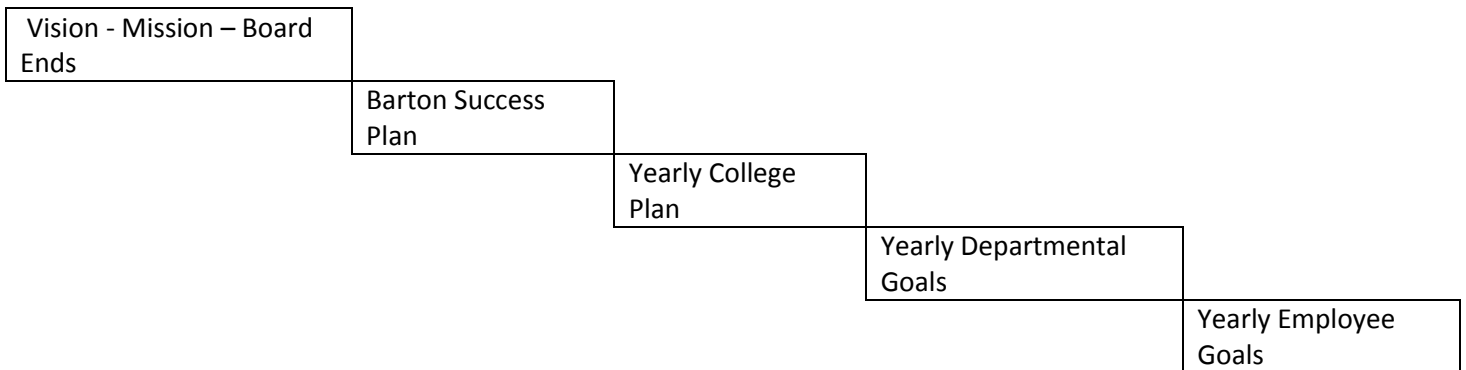 Vision - Mission – Board
Ends
Barton Success
Plan
Yearly College
Plan
Yearly Departmental
Goals
Yearly Employee
Goals